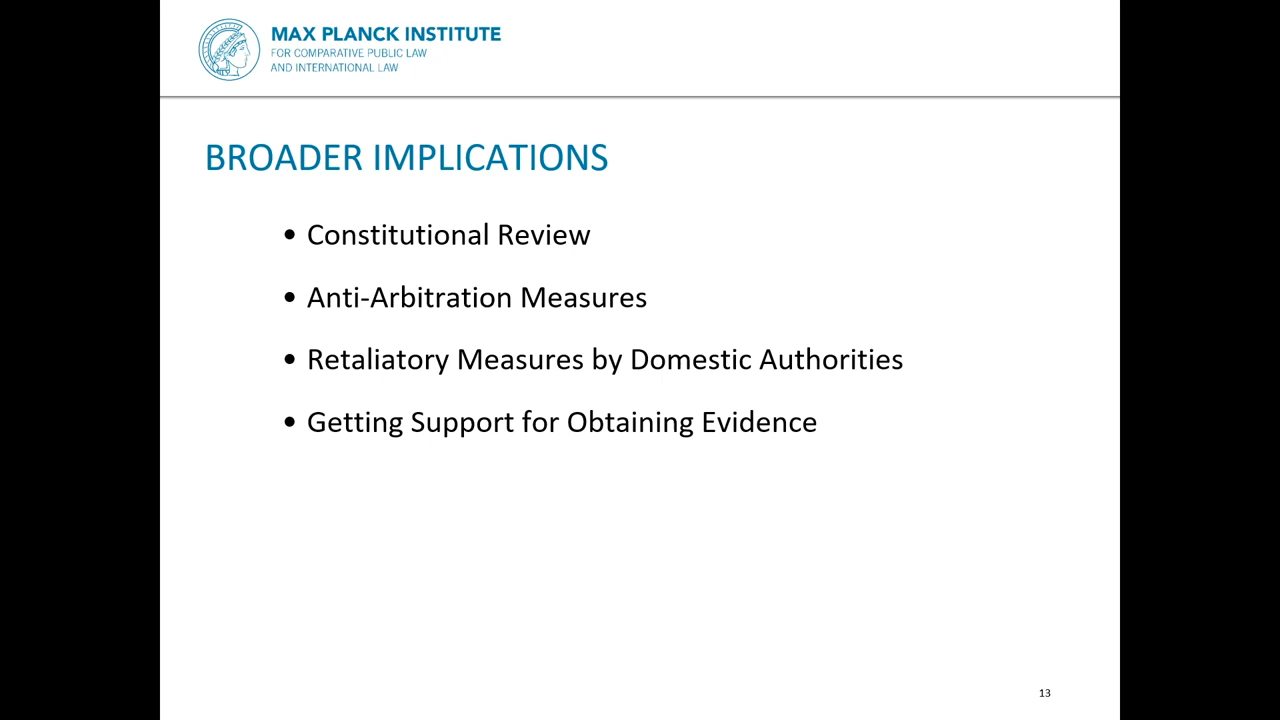 MAX PLANCK INSTITUTE
FOR COMPARATIVE PUBLIC LAW
AND INTERNATIONAL LAW
BROADER IMPLICATIONS
• Constitutional Review
• Anti-Arbitration Measures
• Retaliatory Measures by Domestic Authorities
• Getting Support for Obtaining Evidence
13